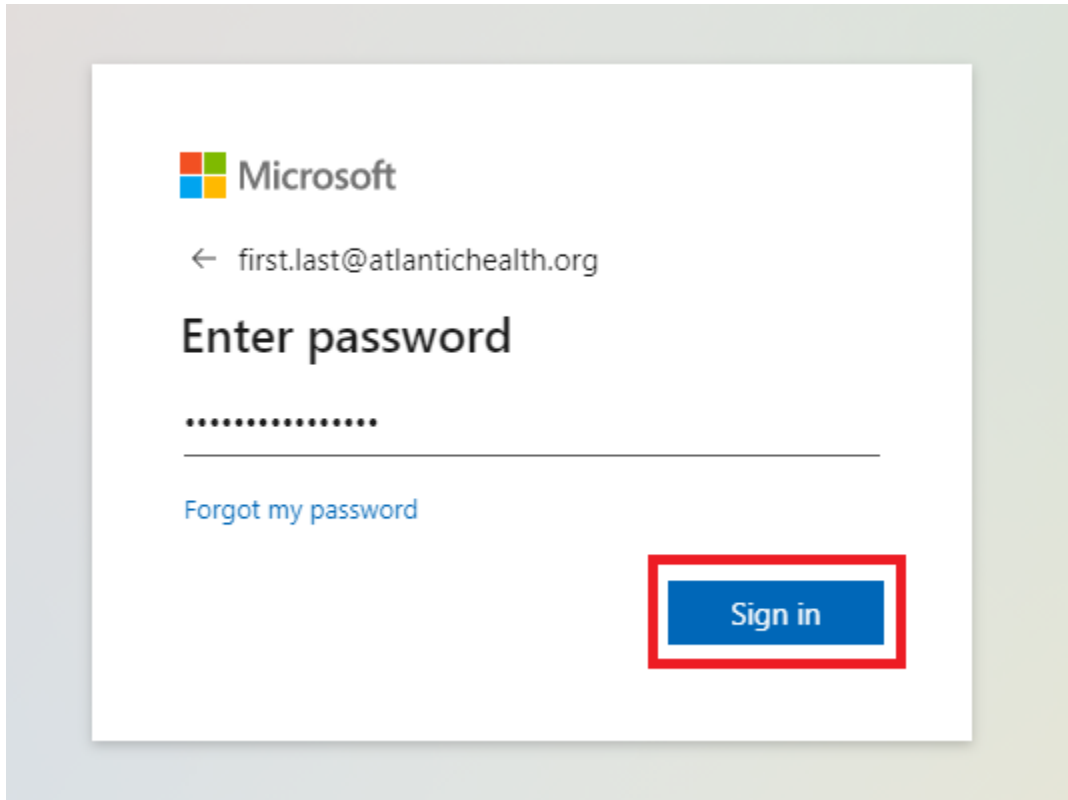 Microsoft
← first.last@atlantichealth.org
Enter password
••••••••••••••••
Forgot my password
Sign in